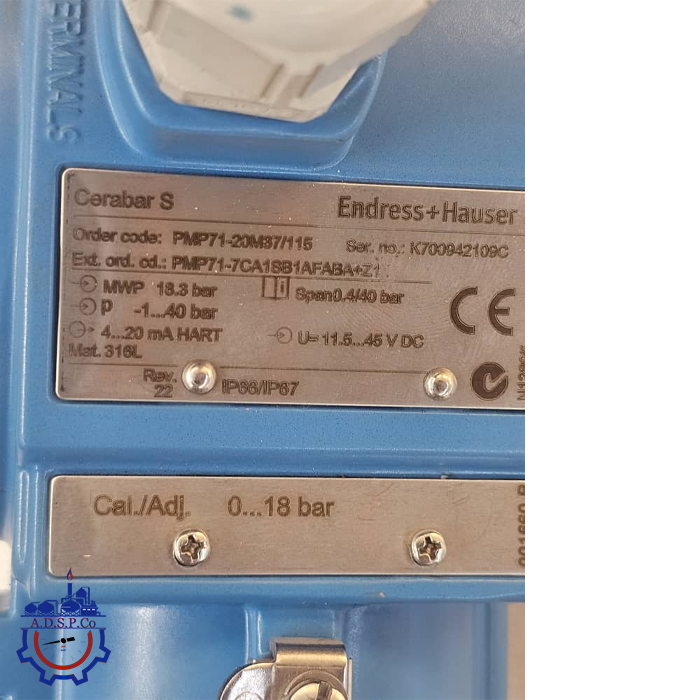 TERMINALS
Cerabar S
Endress+Hauser
Order code: PMP71-20M37/115 Ser. no.: K700942109C
Ext. ord. cd.: PMP71-7CA1SB1AFABA+Z1
MWP 18.3 bar Span0.4/40 bar
P -1...40bar
4...20 mA HART U= 11.5...45 V DC
Mat. 316L
CE
Rev.
22 IP66/IP67
Cal./Adj. 0...18 bar
A.D.S.P.Co